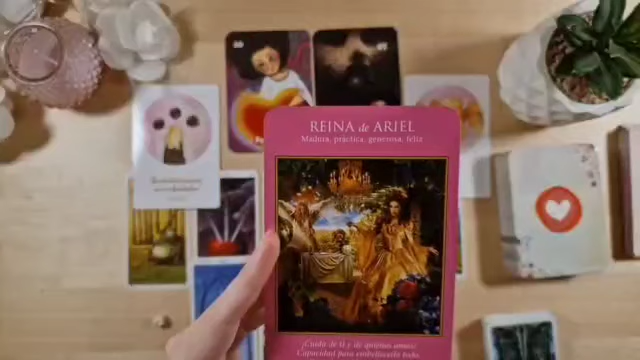 REINA de ARIEL
Madura, práctica, generosa, feliz
¡Cuida de ti y de quienes amas!
Capacidad para embellecerlo todo